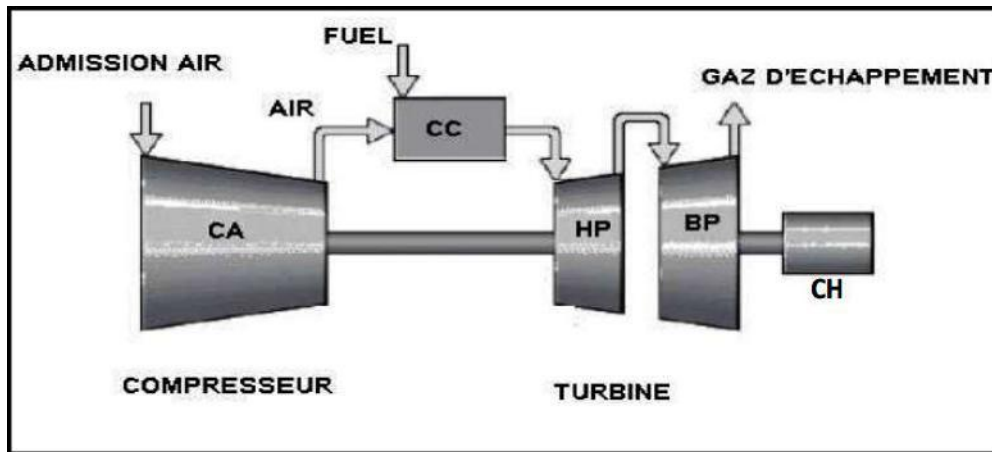 FUEL
ADMISSION AIR
GAZ D'ECHAPPEMENT
AIR
CC
CA
HP
BP
CH
COMPRESSEUR
TURBINE